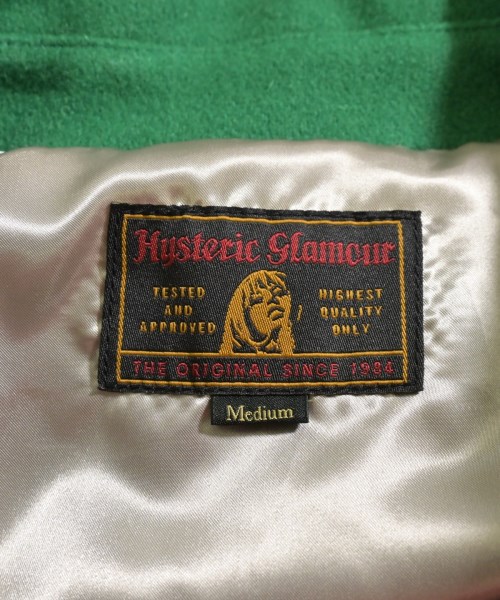 Hysteric Glamour
TESTED
AND
APPROVED
HIGHEST
QUALITY
ONLY
THE ORIGINAL SINCE 1984
Medium